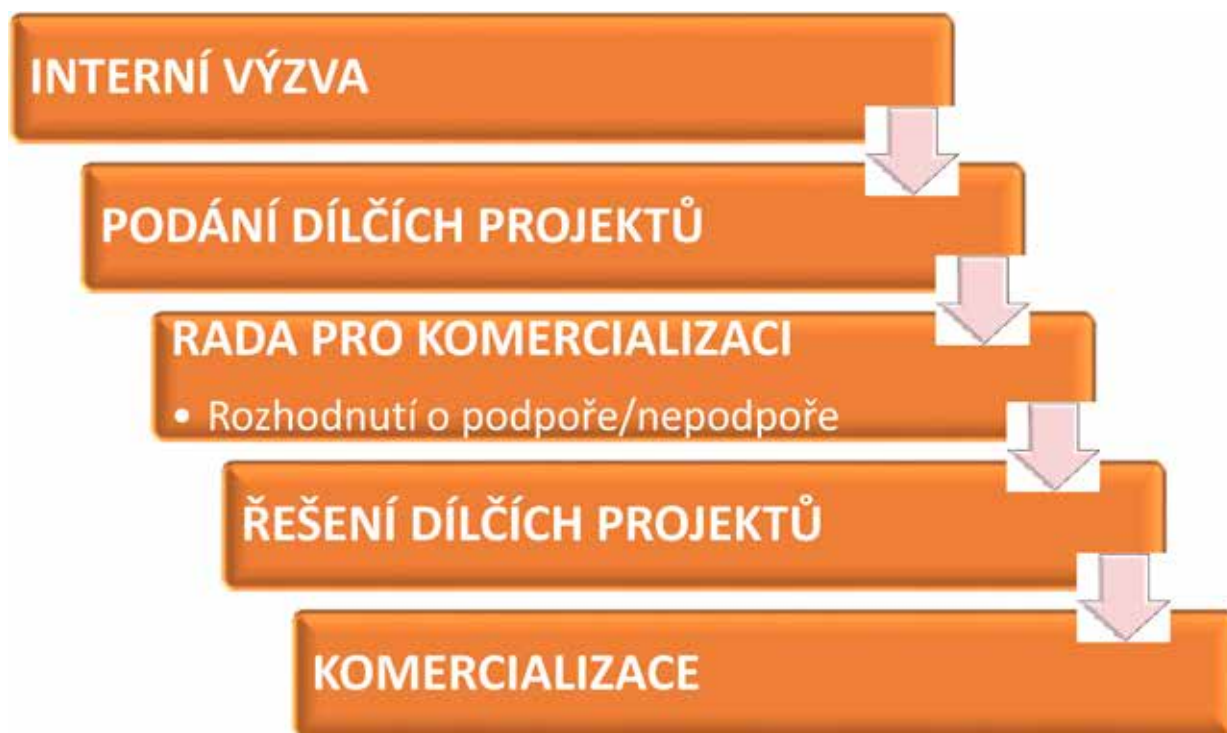 INTERNÍ VÝZVA
PODÁNÍ DÍLČÍCH PROJEKTŮ
RADA PRO KOMERCIALIZACI
• Rozhodnutí o podpoře/nepodpoře
ŘEŠENÍ DÍLČÍCH PROJEKTŮ
KOMERCIALIZACE